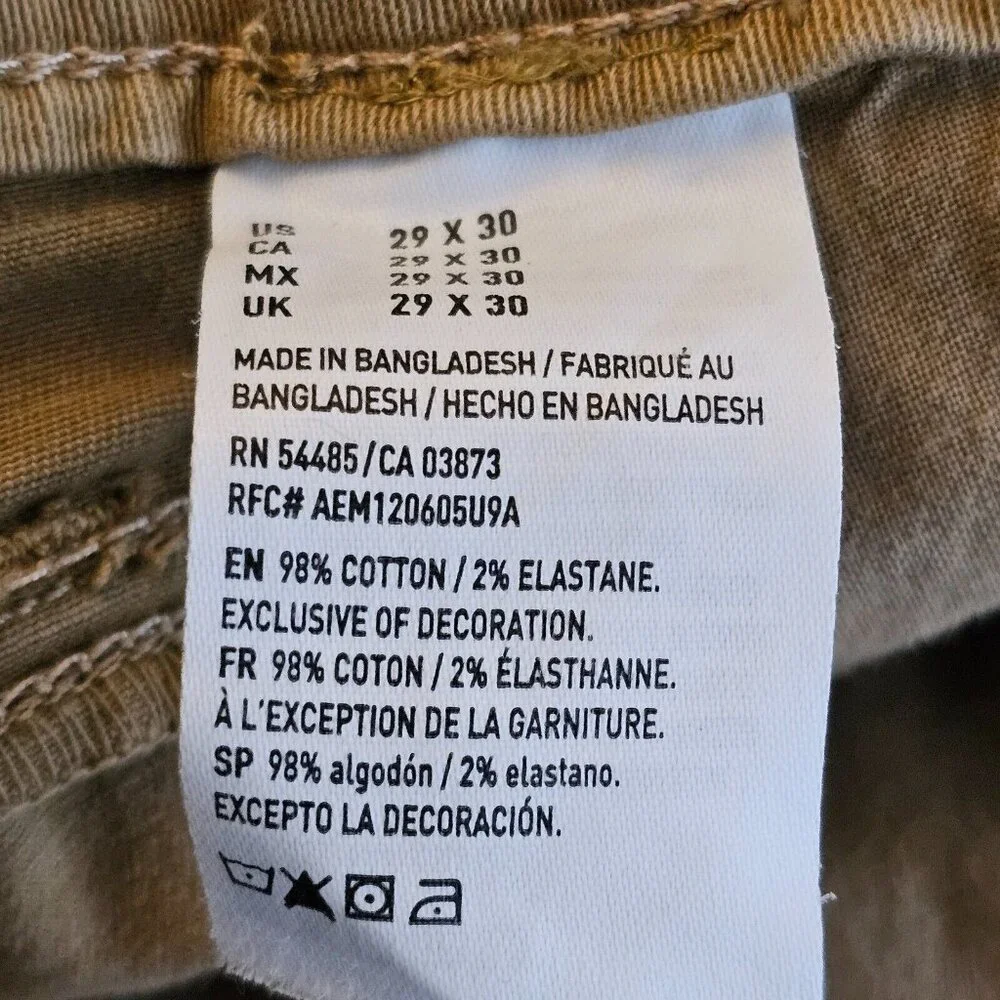 US 29 X 30
CA 29 X 30
MX 29 X 30
UK 29 X 30
MADE IN BANGLADESH / FABRIQUÉ AU
BANGLADESH / HECHO EN BANGLADESH
RN 54485/CA 03873
RFC# AEM120605U9A
EN 98% COTTON / 2% ELASTANE.
EXCLUSIVE OF DECORATION.
FR 98% COTON / 2% ÉLASTHANNE.
À L'EXCEPTION DE LA GARNITURE.
SP 98% algodón / 2% elastano.
EXCEPTO LA DECORACIÓN.